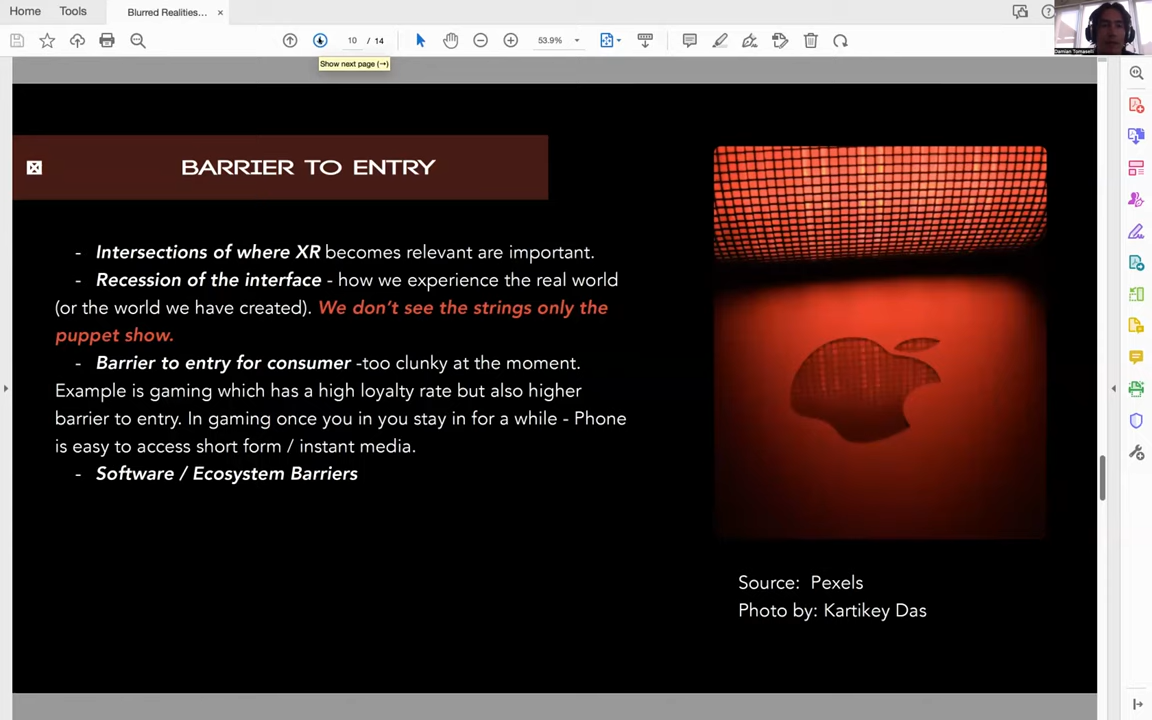 Home
Tools
Blurred Realities...
10 / 14
53.9%
Show next page (→)
Damian Tomaselli
BARRIER TO ENTRY
- Intersections of where XR becomes relevant are important.
- Recession of the interface - how we experience the real world
(or the world we have created). We don't see the strings only the
puppet show.
- Barrier to entry for consumer -too clunky at the moment.
Example is gaming which has a high loyalty rate but also higher
barrier to entry. In gaming once you in you stay in for a while - Phone
is easy to access short form / instant media.
- Software / Ecosystem Barriers
Source: Pexels
Photo by: Kartikey Das